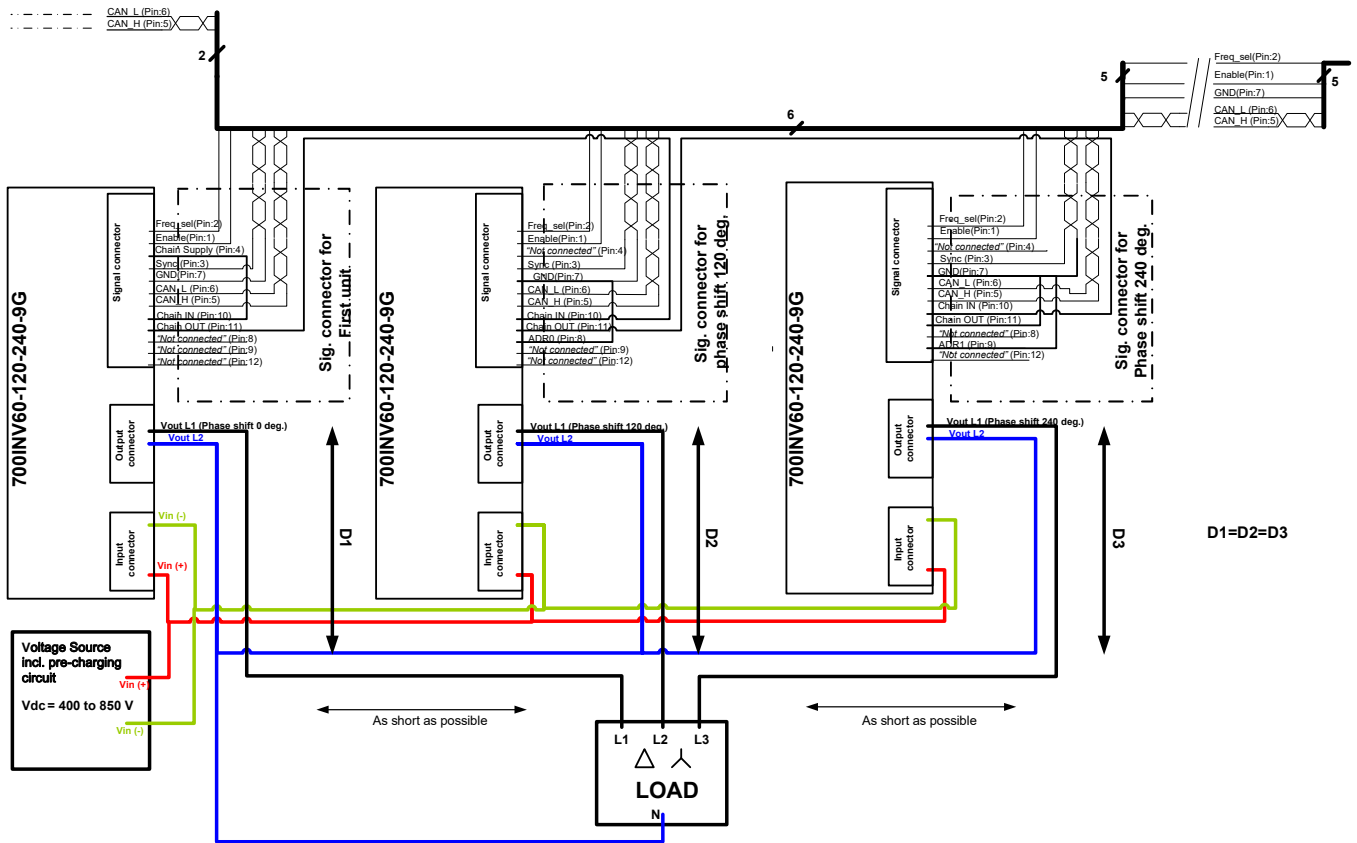 CAN_L (Pin:6)
CAN_H (Pin:5)
2
6
5
Freq_sel(Pin:2)
Enable(Pin:1)
GND(Pin:7)
CAN_L (Pin:6)
CAN_H (Pin:5)
5
700INV60-120-240-9G
Signal connector
Freq_sel(Pin:2)
Enable(Pin:1)
Chain Supply (Pin:4)
Sync(Pin:3)
GND(Pin:7)
CAN_L (Pin:6)
CAN_H (Pin:5)
Chain IN (Pin:10)
Chain OUT (Pin:11)
"Not connected" (Pin:8)
"Not connected" (Pin:9)
"Not connected" (Pin:12)
Sig. connector for
First unit.
Output
connector
Vout L1 (Phase shift 0 deg.)
Vout L2
Input
connector
Vin (-)
Vin (+)
D1
700INV60-120-240-9G
Signal connector
Freq_sel(Pin:2)
Enable(Pin:1)
"Not connected" (Pin:4)
Sync(Pin:3)
GND(Pin:7)
CAN_L (Pin:6)
CAN_H (Pin:5)
Chain IN (Pin:10)
Chain OUT (Pin:11)
ADR0(Pin:8)
"Not connected" (Pin:9)
"Not connected" (Pin:12)
Sig. connector for
phase shift 120 deg.
Output
connector
Vout L1 (Phase shift 120 deg.)
Vout L2
Input
connector
D2
700INV60-120-240-9G
Signal connector
Freq_sel(Pin:2)
Enable(Pin:1)
"Not connected" (Pin:4)
Sync(Pin:3)
GND(Pin:7)
CAN_L (Pin:6)
CAN_H (Pin:5)
Chain IN (Pin:10)
Chain OUT (Pin:11)
"Not connected" (Pin:8)
ADR1(Pin:9)
"Not connected" (Pin:12)
Sig. connector for
Phase shift 240 deg.
Output
connector
Vout L1 (Phase shift 240 deg.)
Vout L2
Input
connector
D3
D1=D2=D3
Voltage Source
incl. pre-charging
circuit
Vin (+)
Vdc = 400 to 850 V
Vin (-)
As short as possible
As short as possible
L1 L2 L3
LOAD
N